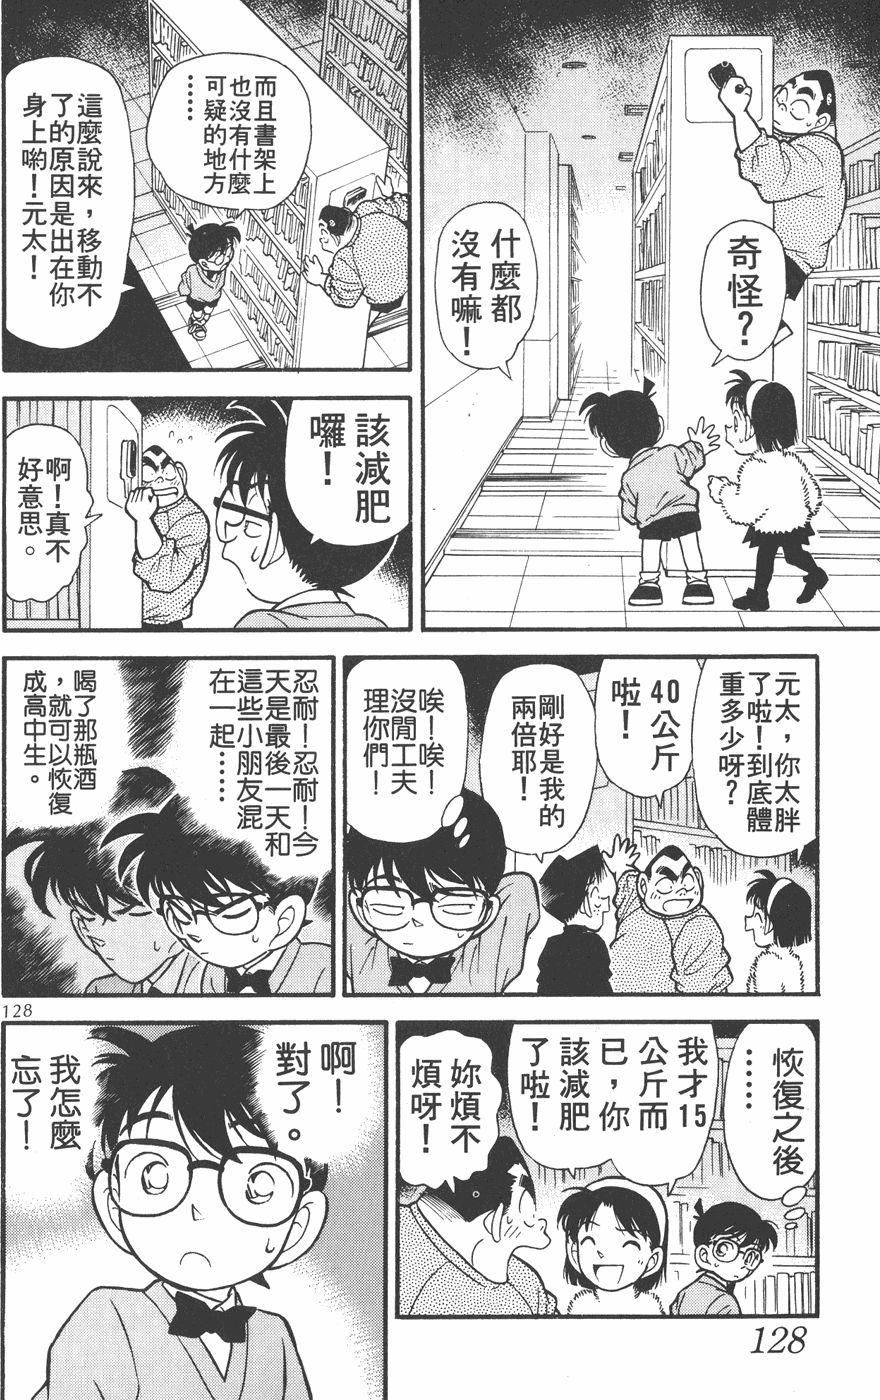 奇怪？
什麼都
沒有嘛！
而且書架上
也沒有什麼
可疑的地方
……
這麼說來，移動不
了的原因是出在你
身上喲！元太！
該減肥
囉！
啊！真不
好意思。
元太，你太胖
了啦！到底體
重多少呀？
40公斤
啦！
剛好是我的
兩倍耶！
唉！唉！
沒閒工夫
理你們！
忍耐！忍耐！今
天是最後一天和
這些小朋友混
在一起……
喝了那瓶酒
，就可以恢復
成高中生。
恢復之後
……
我才15
公斤而
已，你
該減肥
了啦！
妳煩不
煩呀！
啊！
對了。
我怎麼
忘了！
128
128